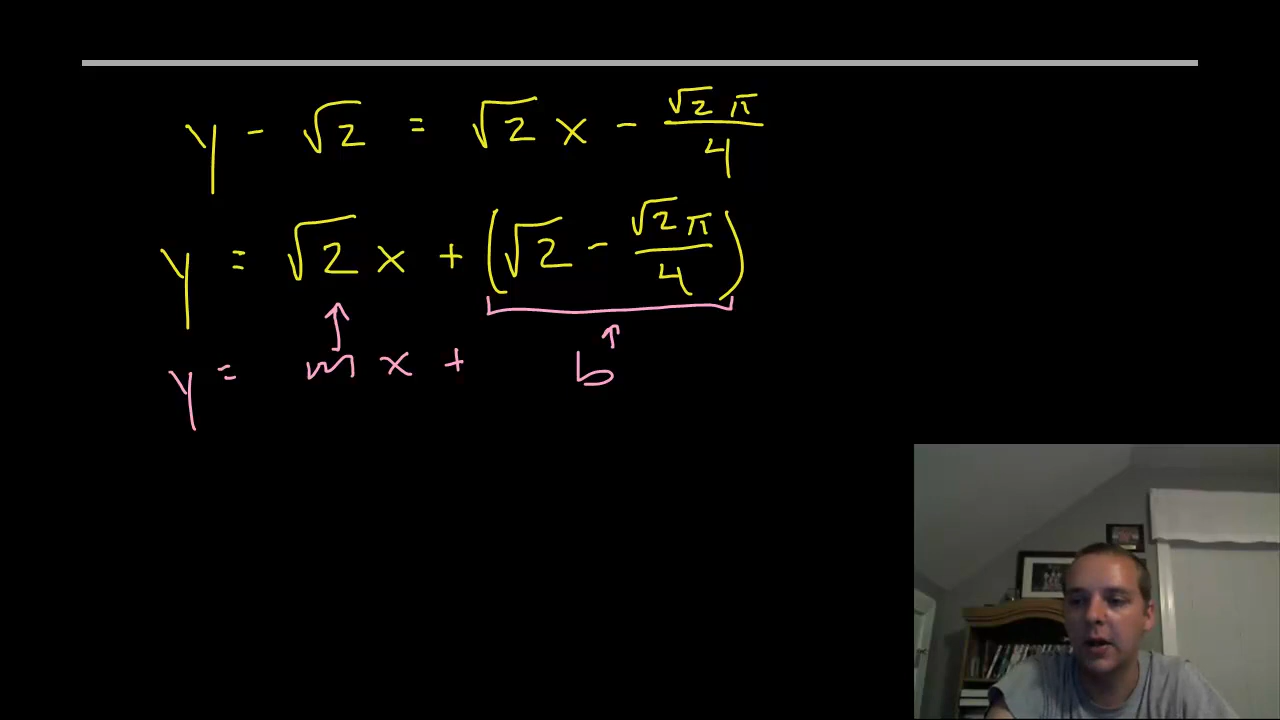 y - √2 = √2 x - √2 π / 4
y = √2 x + (√2 - √2 π / 4)
y = m x + b